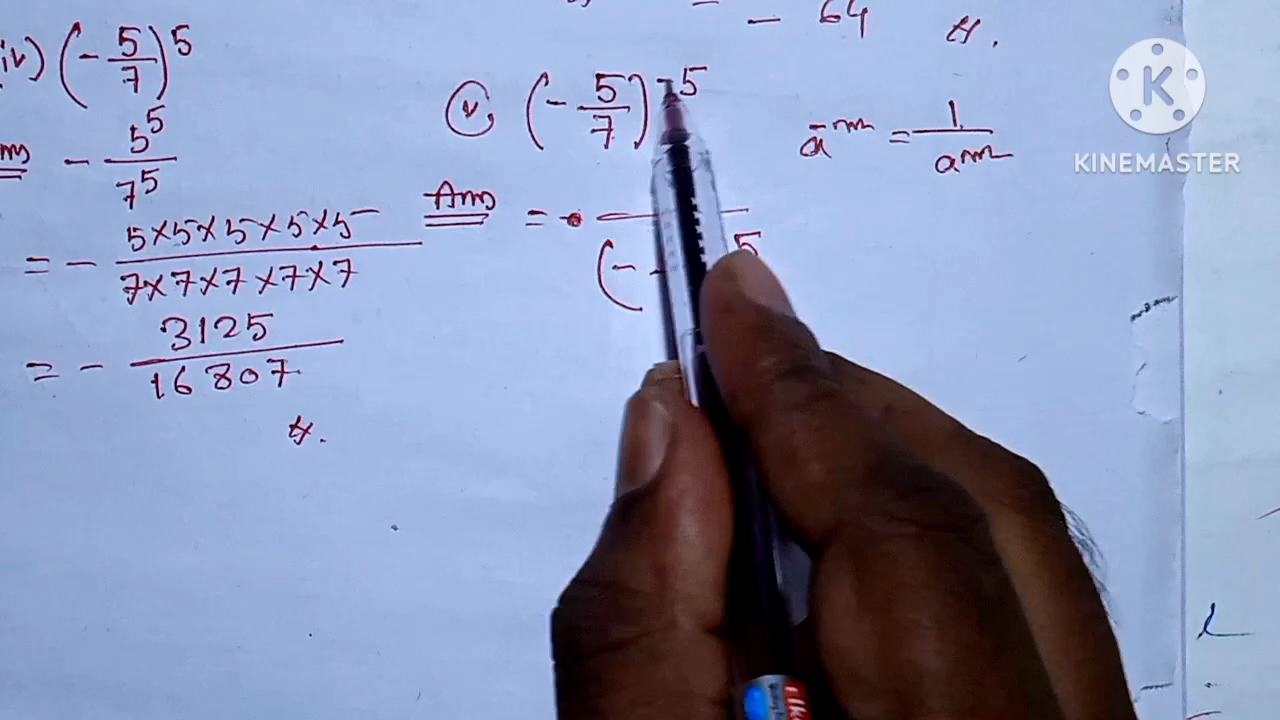 - 64
iv) (- 5/7)^5
Ans - 5^5/7^5
= - 5×5×5×5×5/7×7×7×7×7
= - 3125/16807
v) (- 5/7)^-5
a^-m = 1/a^m
Ans =
(- 5
K
KINEMASTER